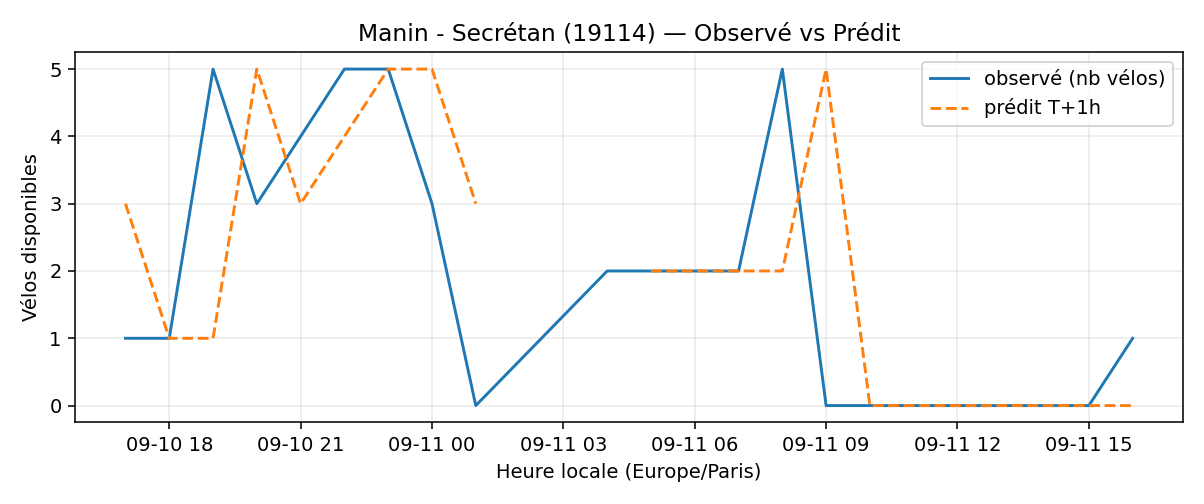 Manin - Secrétan (19114) — Observé vs Prédit
observé (nb vélos)
prédit T+1h
Vélos disponibles
5
4
3
2
1
0
09-10 18
09-10 21
09-11 00
09-11 03
09-11 06
09-11 09
09-11 12
09-11 15
Heure locale (Europe/Paris)